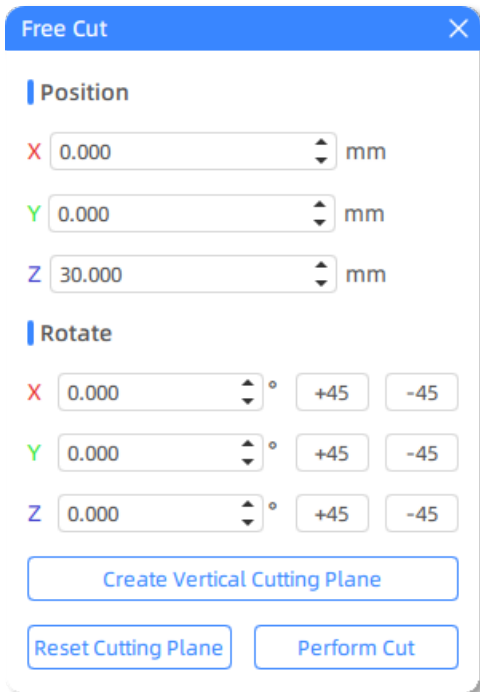 Free Cut
Position
X 0.000 mm
Y 0.000 mm
Z 30.000 mm
Rotate
X 0.000 ° +45 -45
Y 0.000 ° +45 -45
Z 0.000 ° +45 -45
Create Vertical Cutting Plane
Reset Cutting Plane Perform Cut